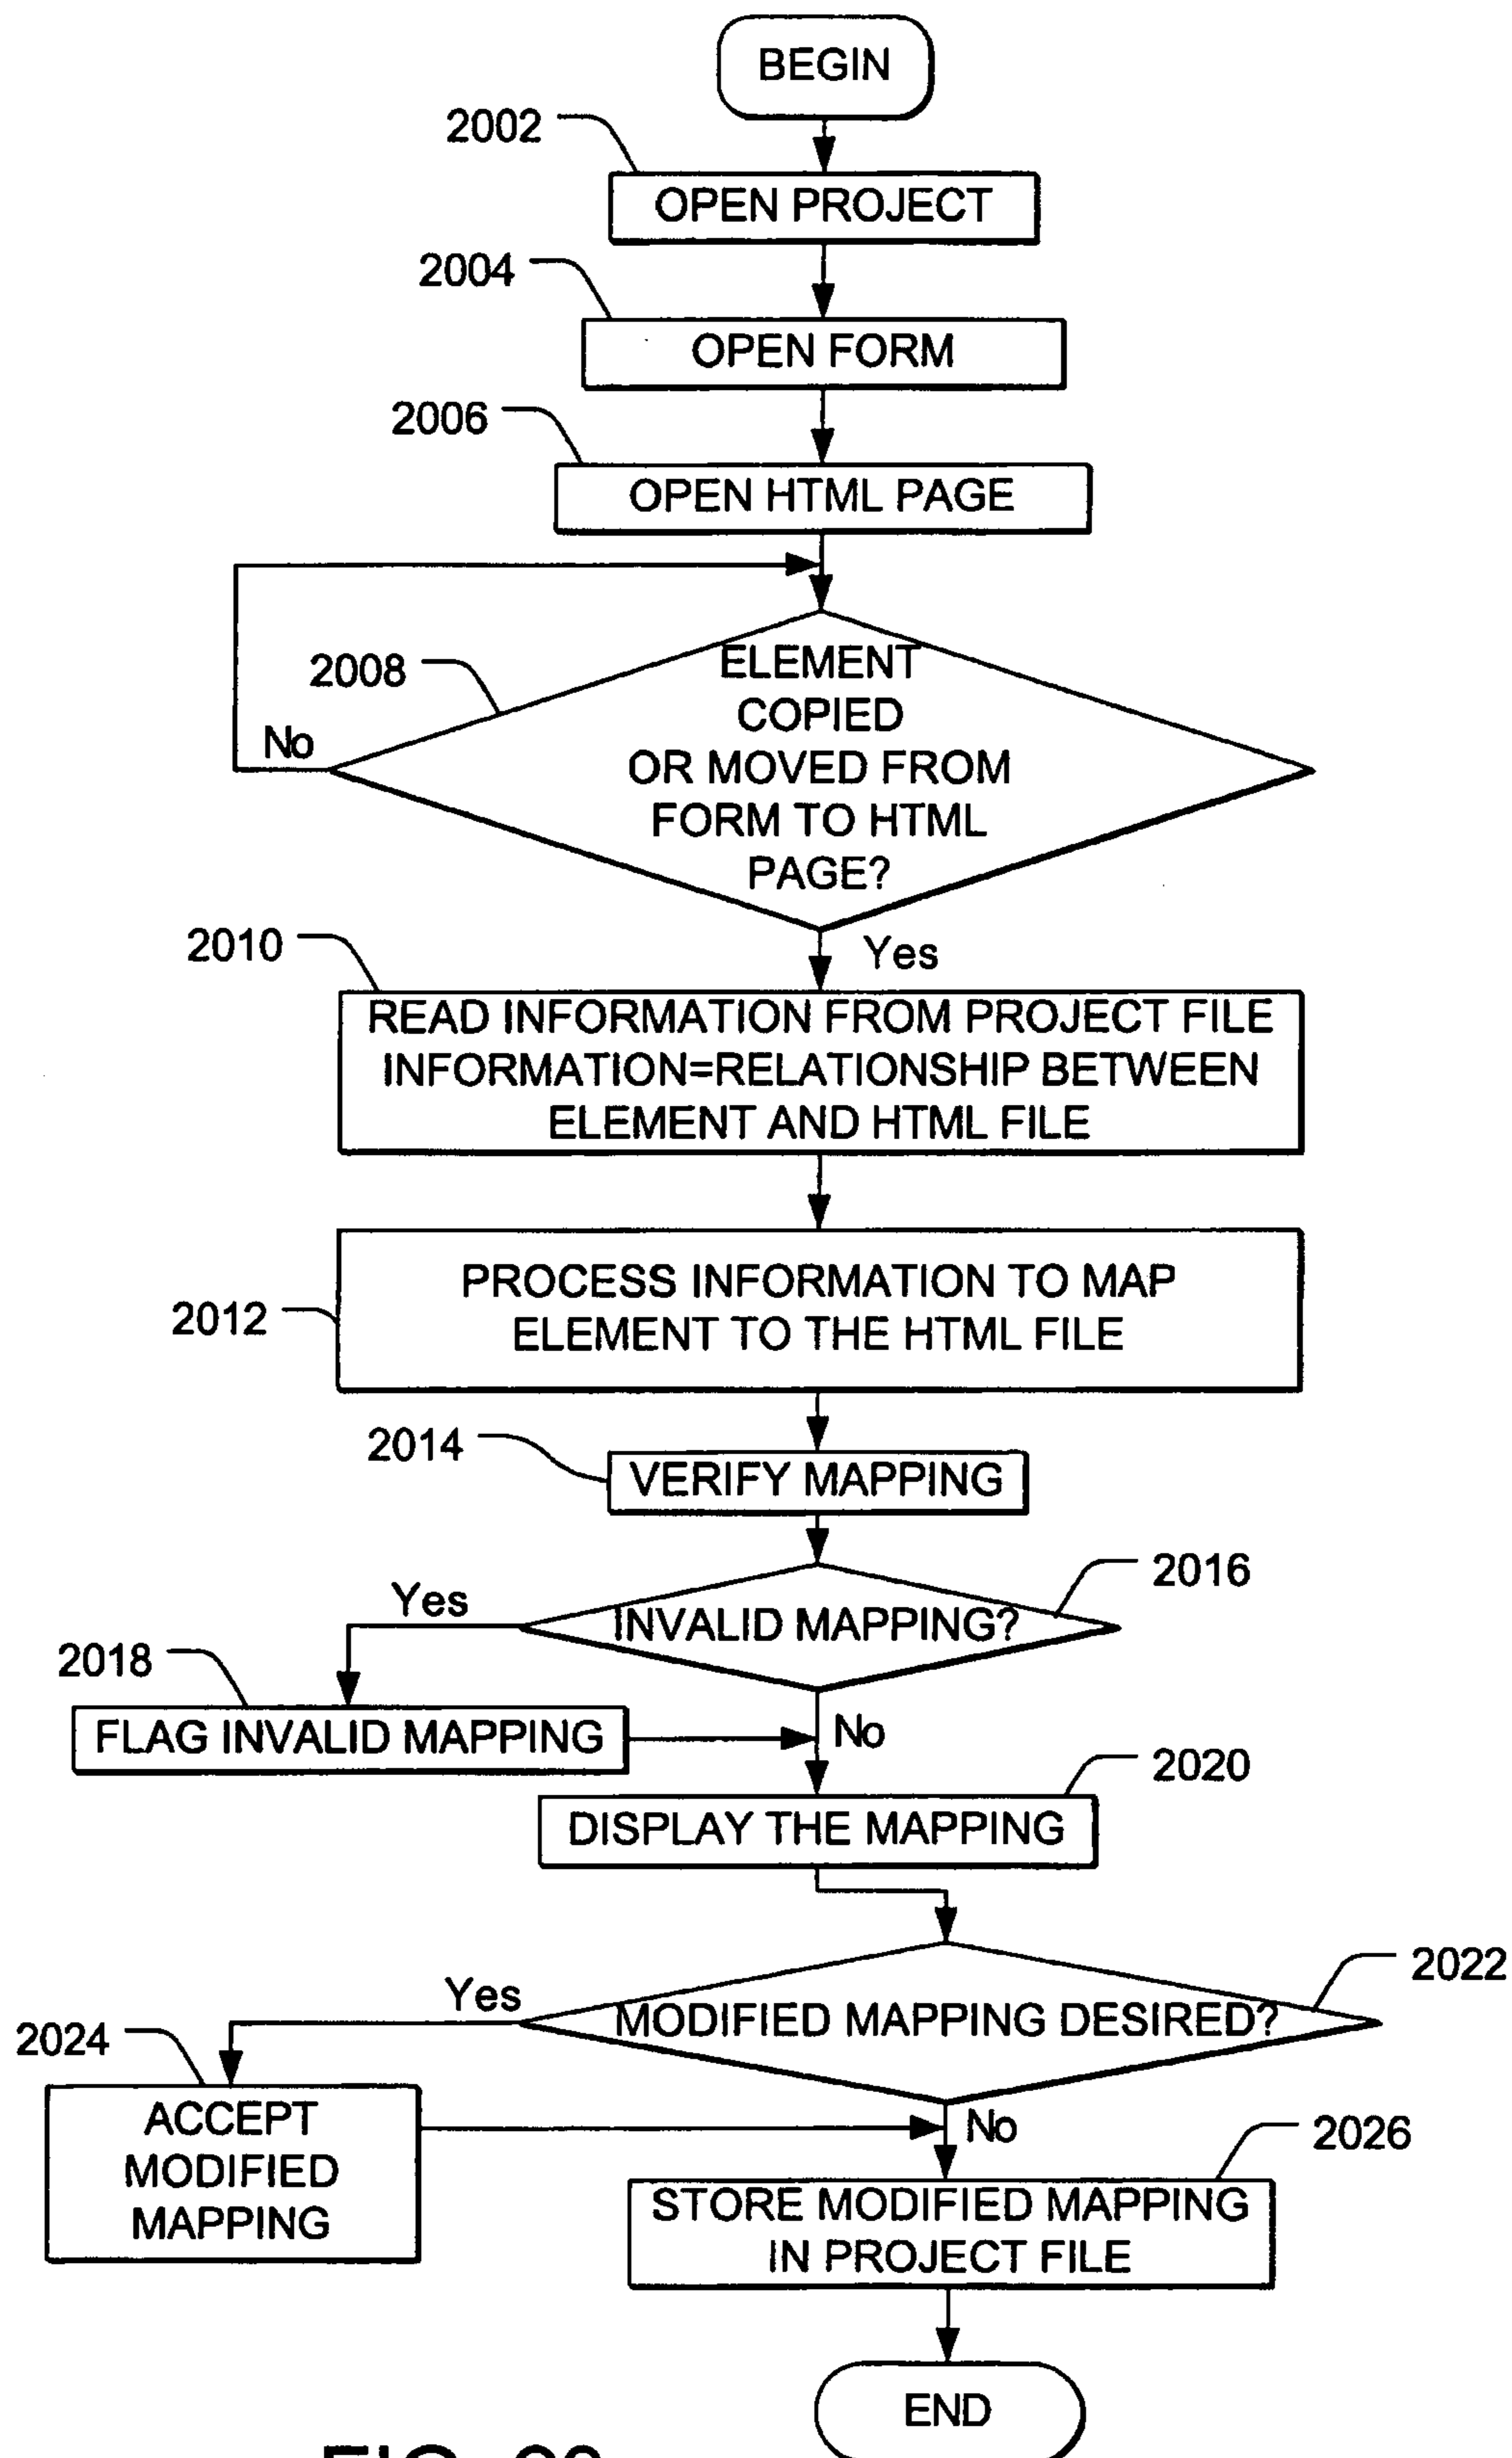 BEGIN
2002
OPEN PROJECT
2004
OPEN FORM
2006
OPEN HTML PAGE
2008
ELEMENT
COPIED
OR MOVED FROM
FORM TO HTML
PAGE?
No
Yes
2010
READ INFORMATION FROM PROJECT FILE
INFORMATION=RELATIONSHIP BETWEEN
ELEMENT AND HTML FILE
2012
PROCESS INFORMATION TO MAP
ELEMENT TO THE HTML FILE
2014
VERIFY MAPPING
2016
INVALID MAPPING?
Yes
2018
FLAG INVALID MAPPING
No
2020
DISPLAY THE MAPPING
2022
MODIFIED MAPPING DESIRED?
Yes
2024
ACCEPT
MODIFIED
MAPPING
No
2026
STORE MODIFIED MAPPING
IN PROJECT FILE
END
FIG.